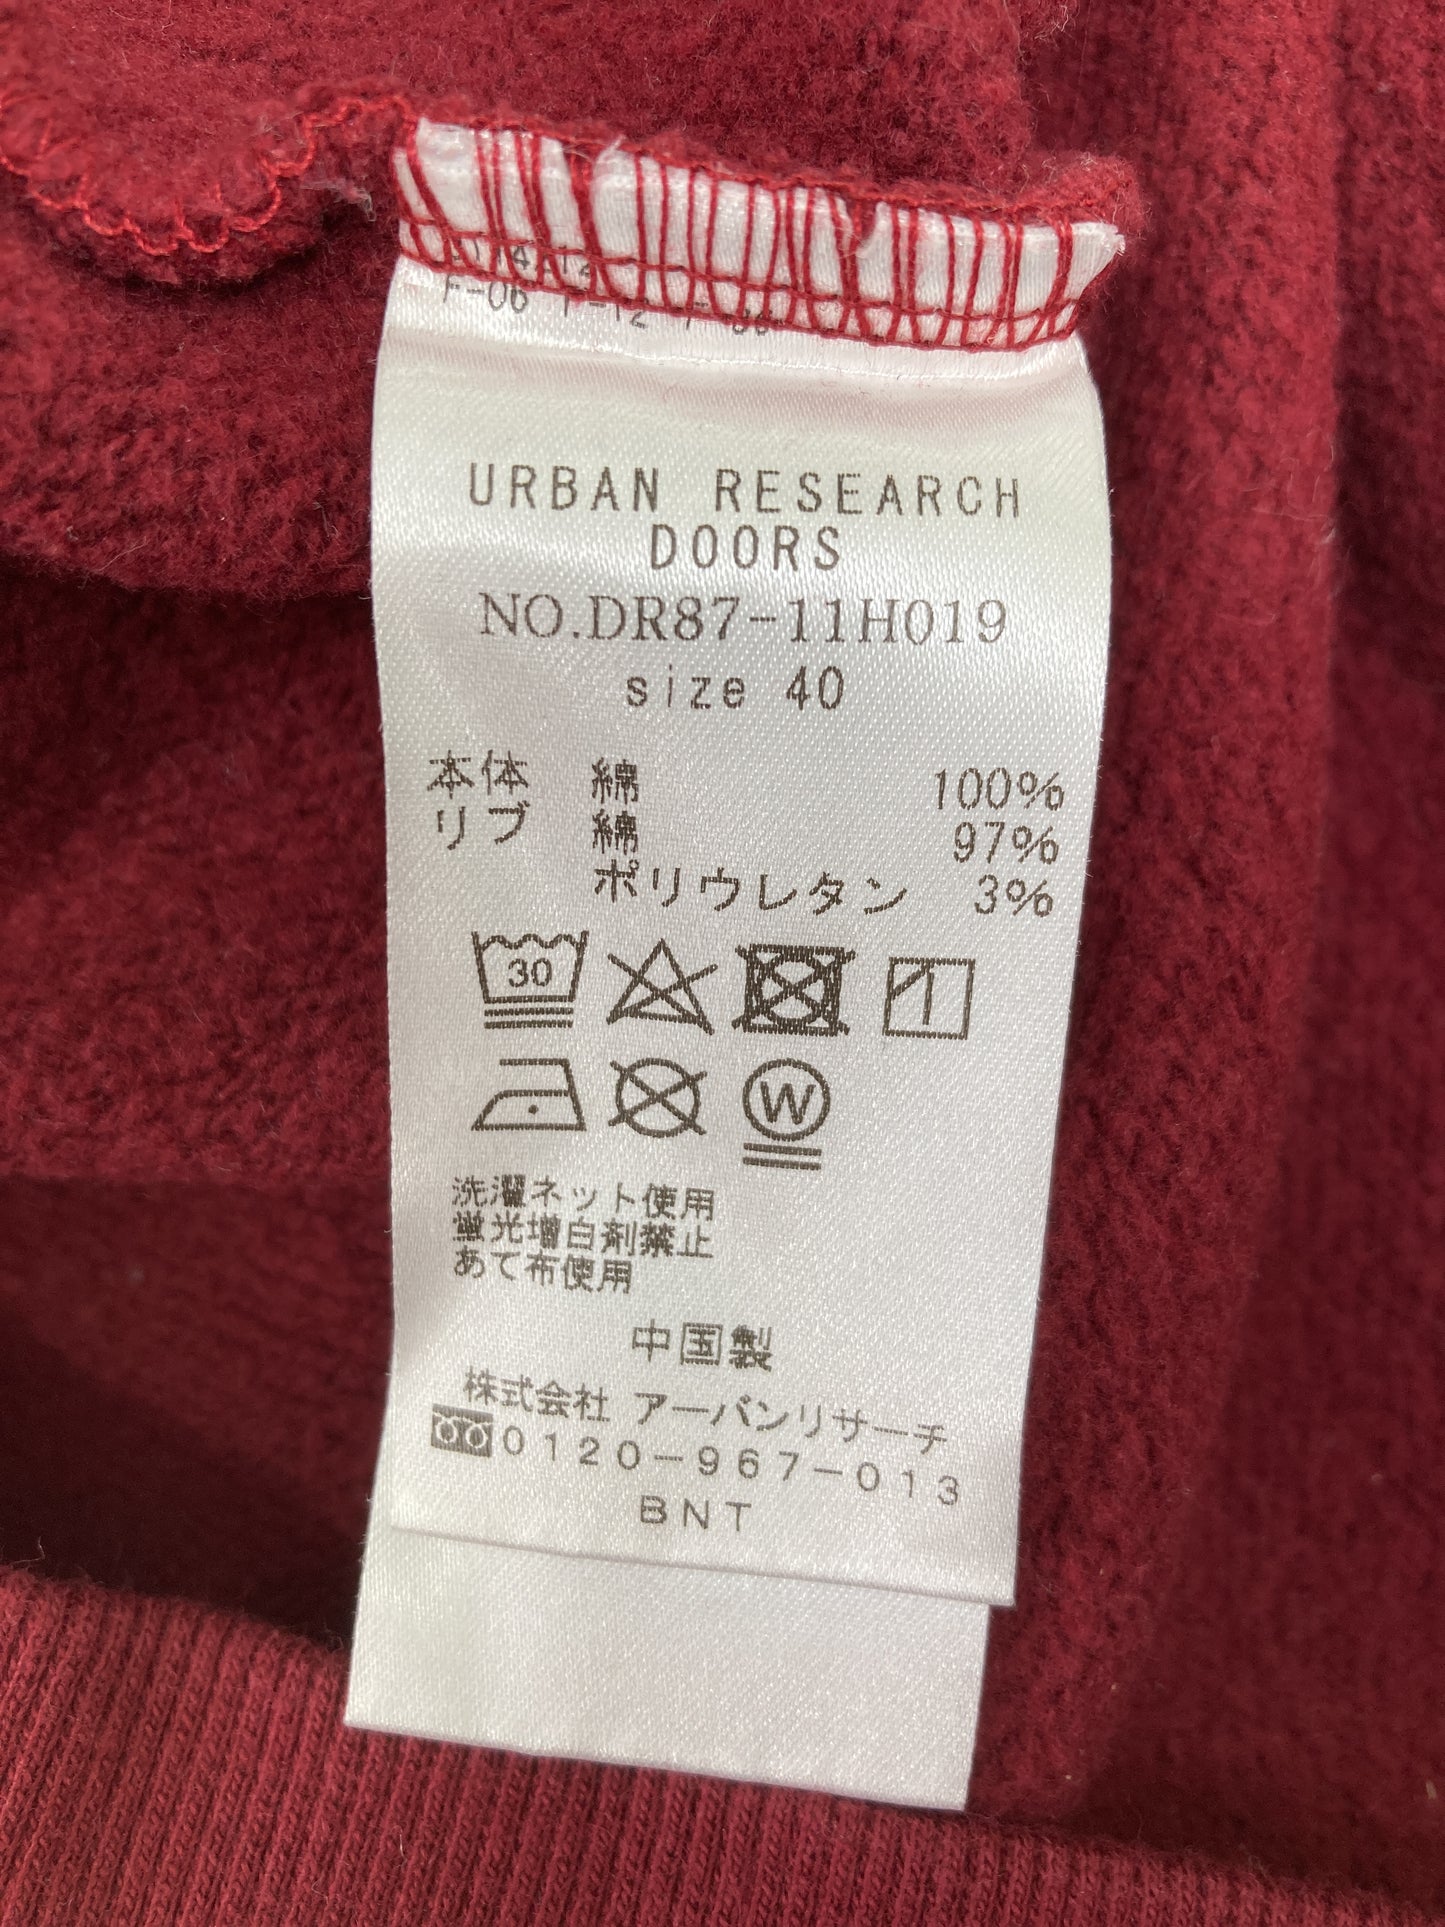 URBAN RESEARCH
DOORS
NO.DR87-11H019
size 40
本体 綿 100%
リブ 綿 97%
ポリウレタン 3%
30
W
洗濯ネット使用
蛍光増白剤禁止
あて布使用
中国製
株式会社 アーバンリサーチ
0120-967-013
BNT